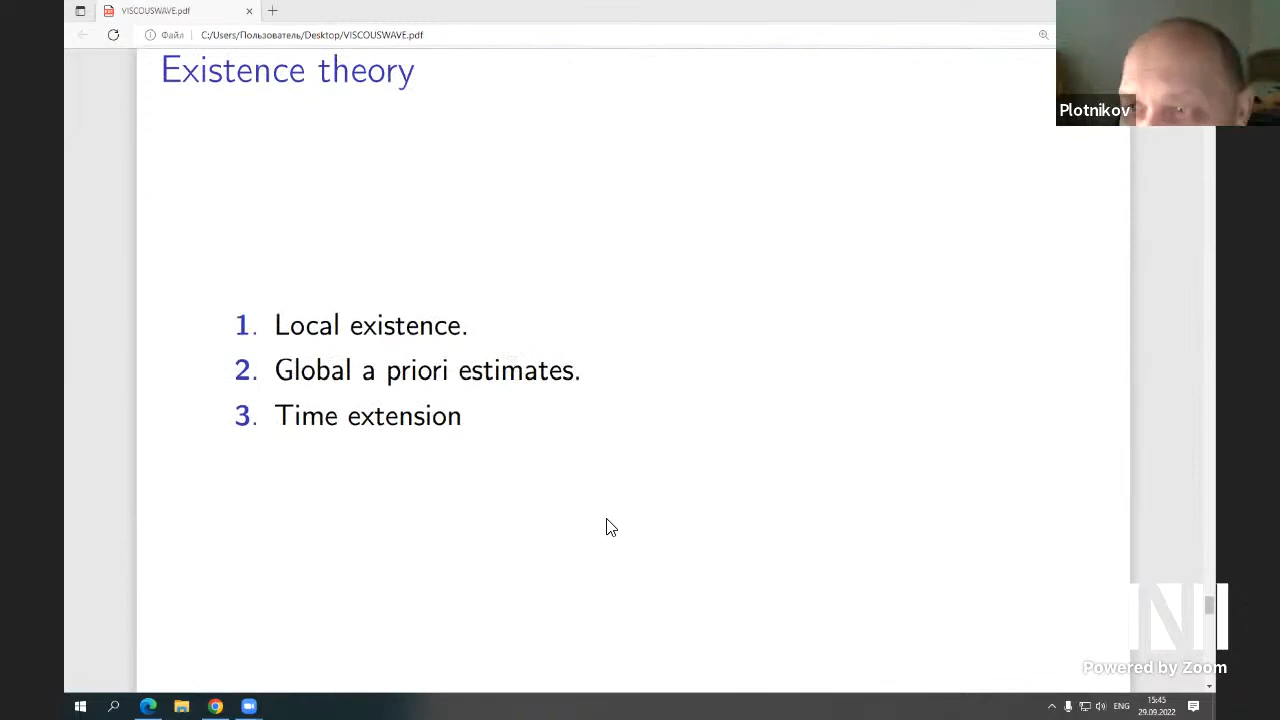 VISCOUSWAVE.pdf
Файл
C:/Users/Пользователь/Desktop/VISCOUSWAVE.pdf
Existence theory
Plotnikov
1. Local existence.
2. Global a priori estimates.
3. Time extension
Powered by Zoom
ENG
15:45
29.09.2022